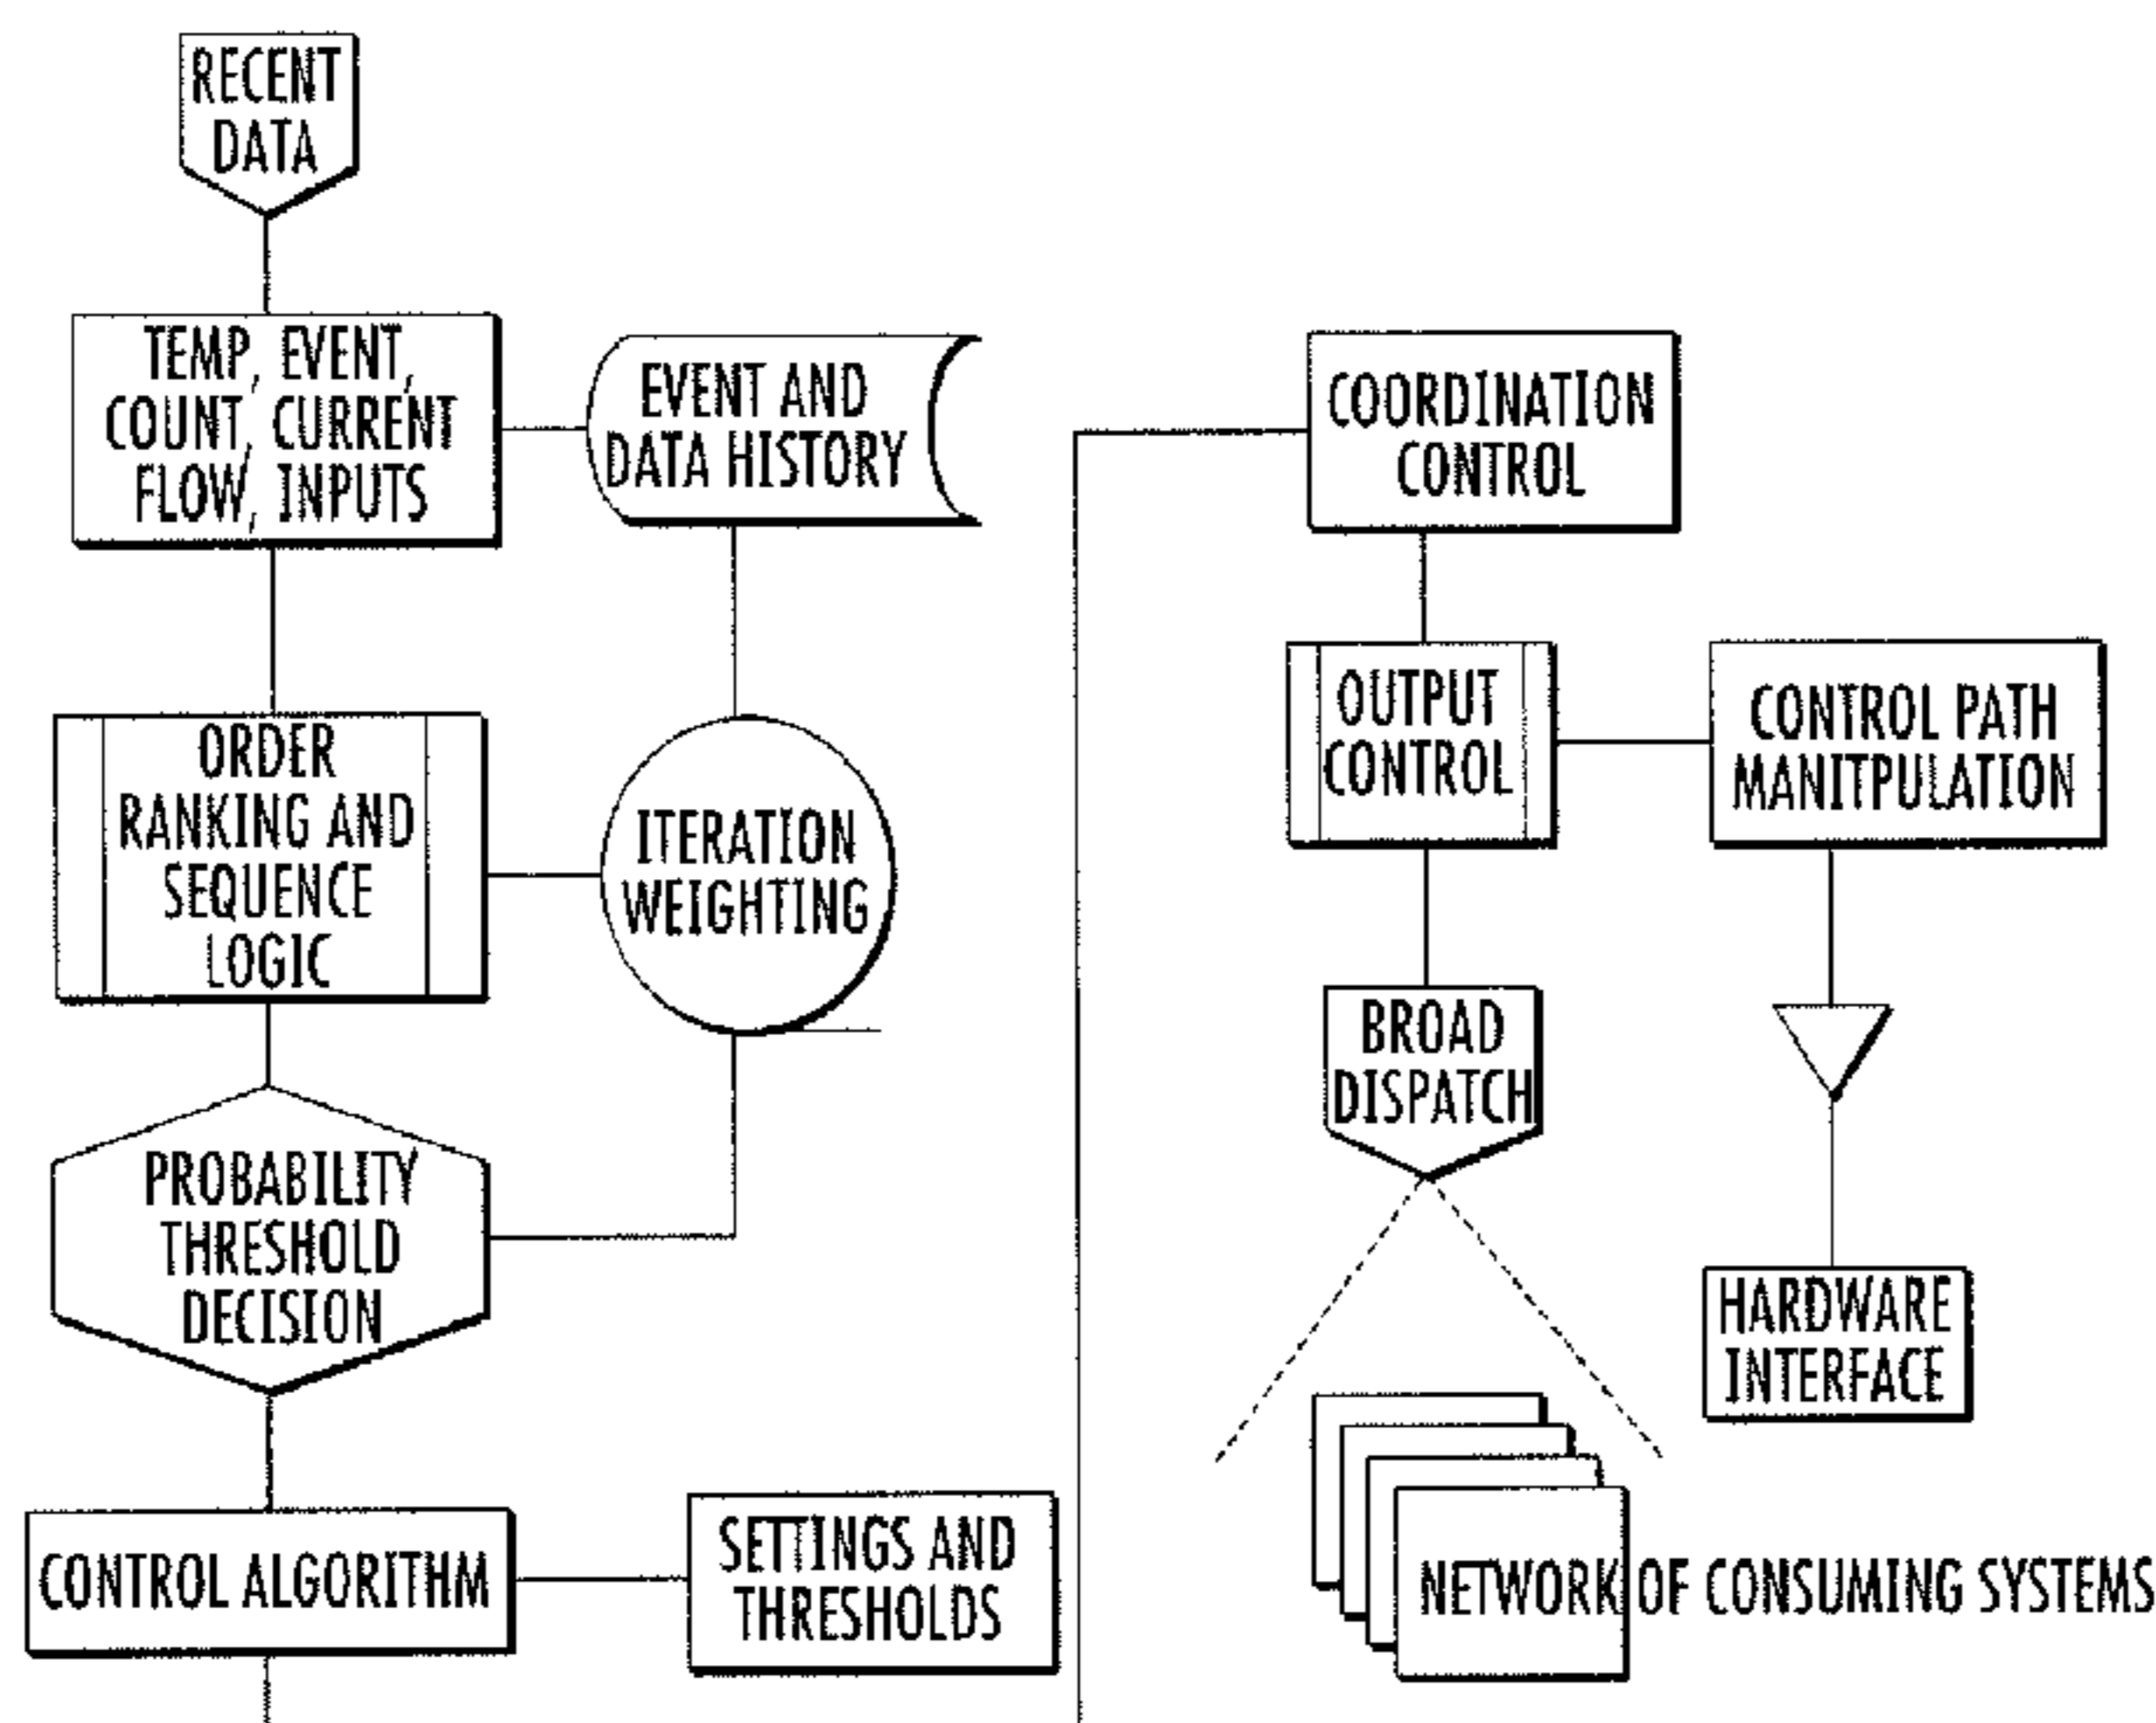 RECENT
DATA
TEMP, EVENT,
COUNT, CURRENT
FLOW, INPUTS
EVENT AND
DATA HISTORY
ORDER
RANKING AND
SEQUENCE
LOGIC
ITERATION
WEIGHTING
PROBABILITY
THRESHOLD
DECISION
CONTROL ALGORITHM
SETTINGS AND
THRESHOLDS
COORDINATION
CONTROL
OUTPUT
CONTROL
CONTROL PATH
MANITPULATION
BROAD
DISPATCH
HARDWARE
INTERFACE
NETWORK OF CONSUMING SYSTEMS